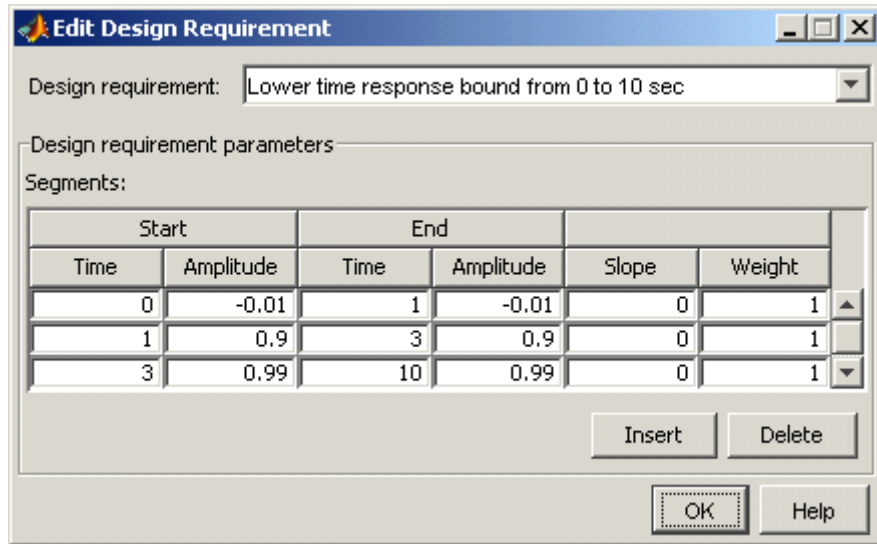 Edit Design Requirement
Design requirement: Lower time response bound from 0 to 10 sec
Design requirement parameters
Segments:
Start End
Time Amplitude Time Amplitude Slope Weight
0 -0.01 1 -0.01 0 1
1 0.9 3 0.9 0 1
3 0.99 10 0.99 0 1
Insert Delete
OK Help